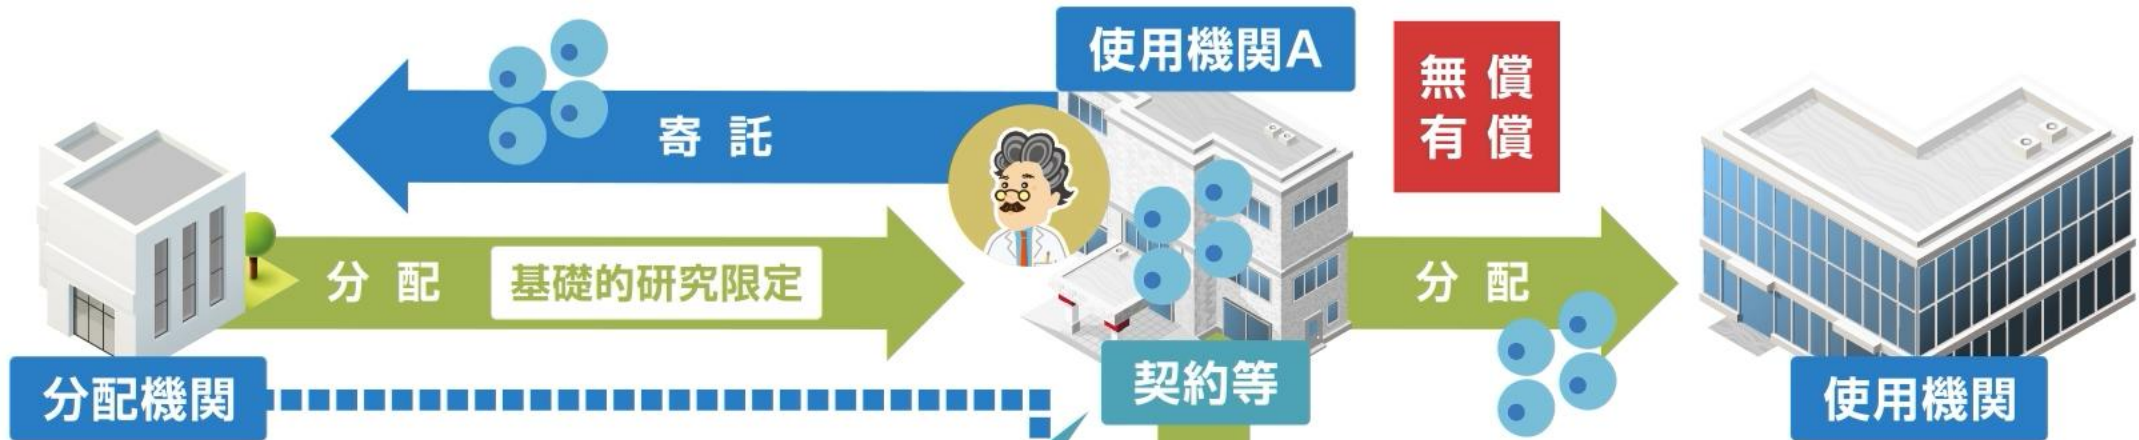 使用機関A
無償
有償
寄託
分配
基礎的研究限定
分配
契約等
分配機関
使用機関